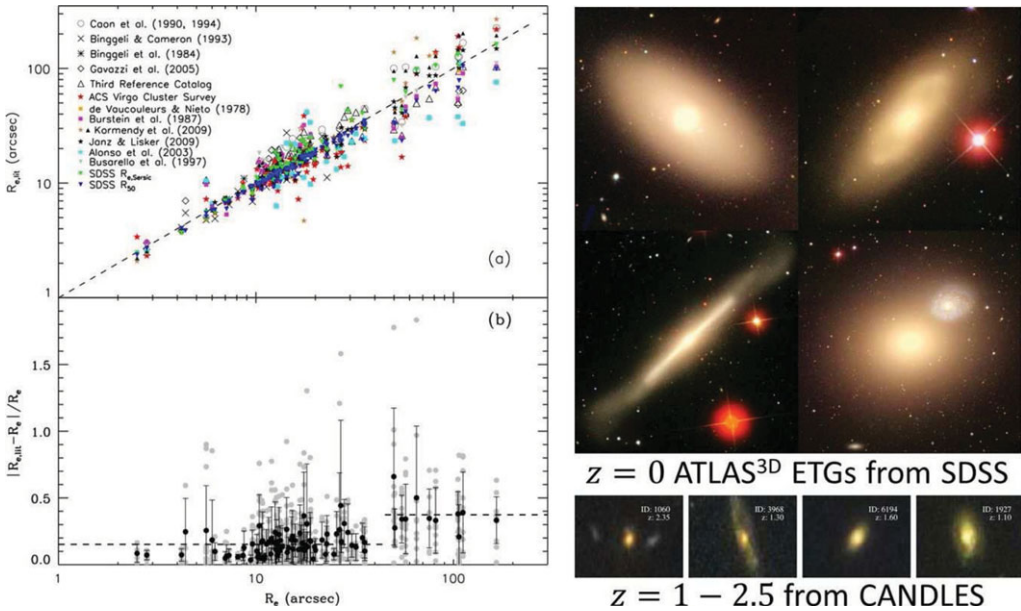 Caon et al. (1990, 1994)
Binggeli & Cameron (1993)
Binggeli et al. (1984)
Gavazzi et al. (2005)
Third Reference Catalog
ACS Virgo Cluster Survey
de Vaucouleurs & Nieto (1978)
Burstein et al. (1987)
Kormendy et al. (2009)
Janz & Lisker (2009)
Alonso et al. (2003)
Busarello et al. (1997)
SDSS Re,Sersic
SDSS R50
100
10
1
Re,lit (arcsec)
(a)
(b)
1.5
1.0
0.5
0.0
|Re,lit−Re|/Re
1
10
100
Re (arcsec)
z = 0 ATLAS3D ETGs from SDSS
ID: 1060
z: 2.35
ID: 3968
z: 1.30
ID: 6194
z: 1.60
ID: 1927
z: 1.10
z = 1 − 2.5 from CANDLES